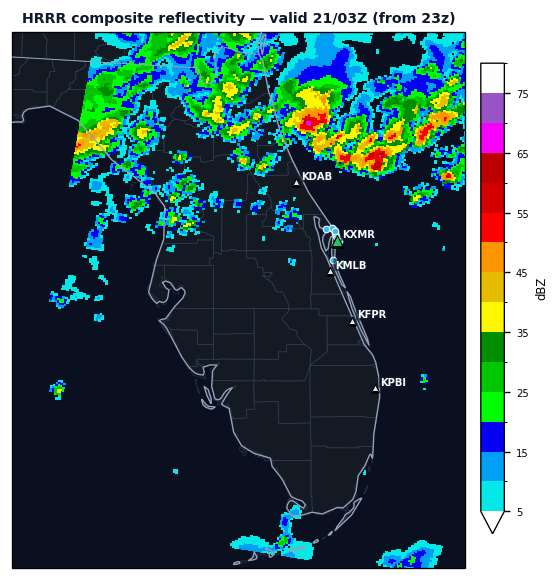 HRRR composite reflectivity — valid 21/03Z (from 23z)
KDAB
KXMR
KMLB
KFPR
KPBI
75
65
55
45
35
25
15
5
dBZ